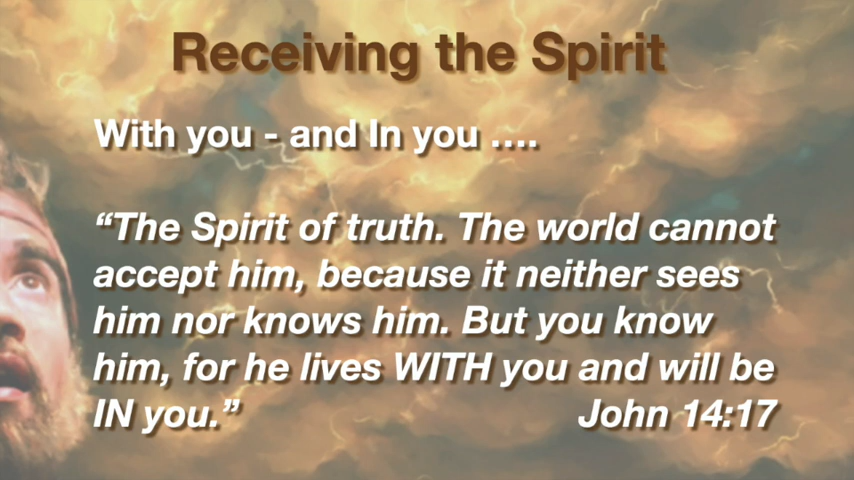 Receiving the Spirit
With you - and In you ....
“The Spirit of truth. The world cannot
accept him, because it neither sees
him nor knows him. But you know
him, for he lives WITH you and will be
IN you.” John 14:17